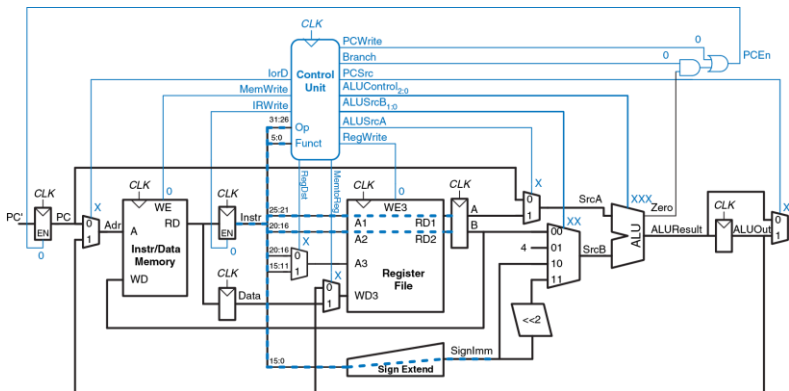 CLK
PCWrite
0
Branch
0
PCEn
IorD
Control
Unit
PCSrc
MemWrite
ALUControl2:0
IRWrite
ALUSrcB1:0
31:26
Op
ALUSrcA
5:0
Funct
RegWrite
RegDst
MemtoReg
CLK
CLK
CLK
CLK
CLK
X
0
0
0
X
XXX
X
PC'
PC
0
1
Adr
WE
A
RD
Instr/Data
Memory
WD
EN
0
EN
Instr
25:21
20:16
20:16
15:11
X
0
1
A1
A2
A3
WD3
WE3
RD1
RD2
Register
File
X
0
1
CLK
Data
A
B
0
1
SrcA
XX
00
01
10
11
4
SrcB
ALU
Zero
ALUResult
CLK
ALUOut
0
1
<<2
15:0
SignImm
Sign Extend